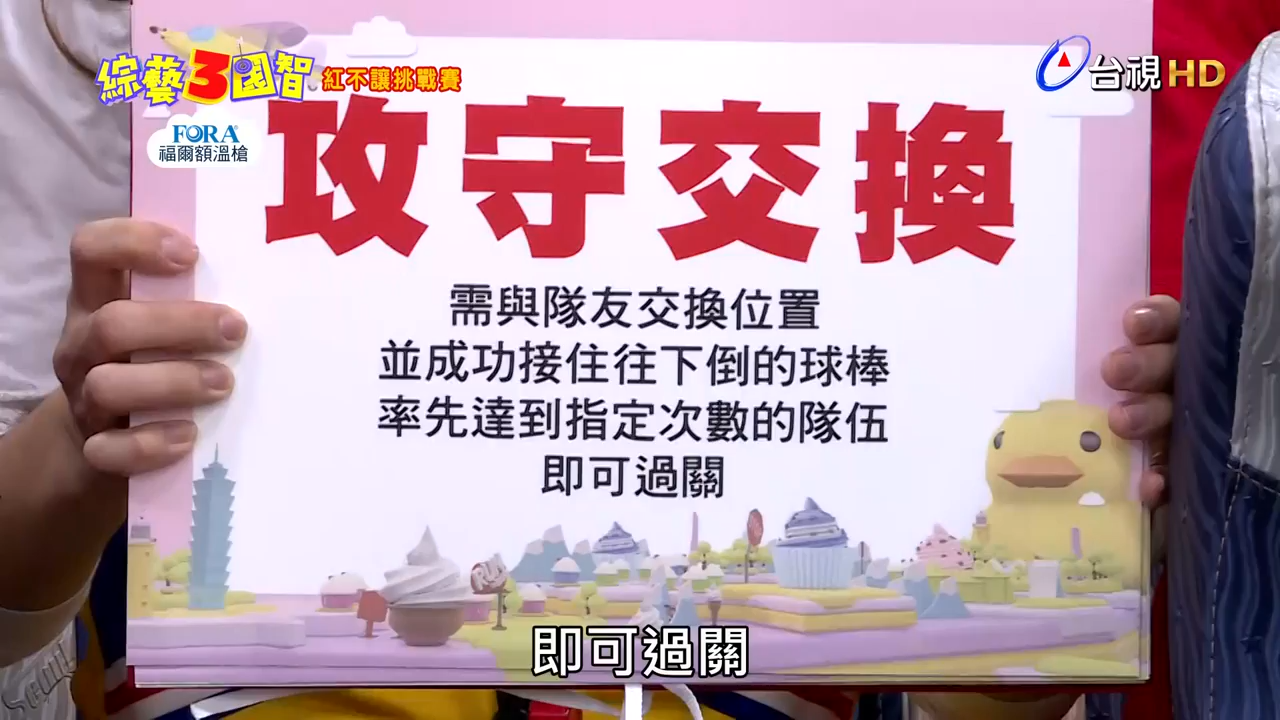 綜藝3國智
紅不讓挑戰賽
台視HD
FORA
福爾額溫槍
攻守交換
需與隊友交換位置
並成功接住往下倒的球棒
率先達到指定次數的隊伍
即可過關
RUN
Seoul
即可過關